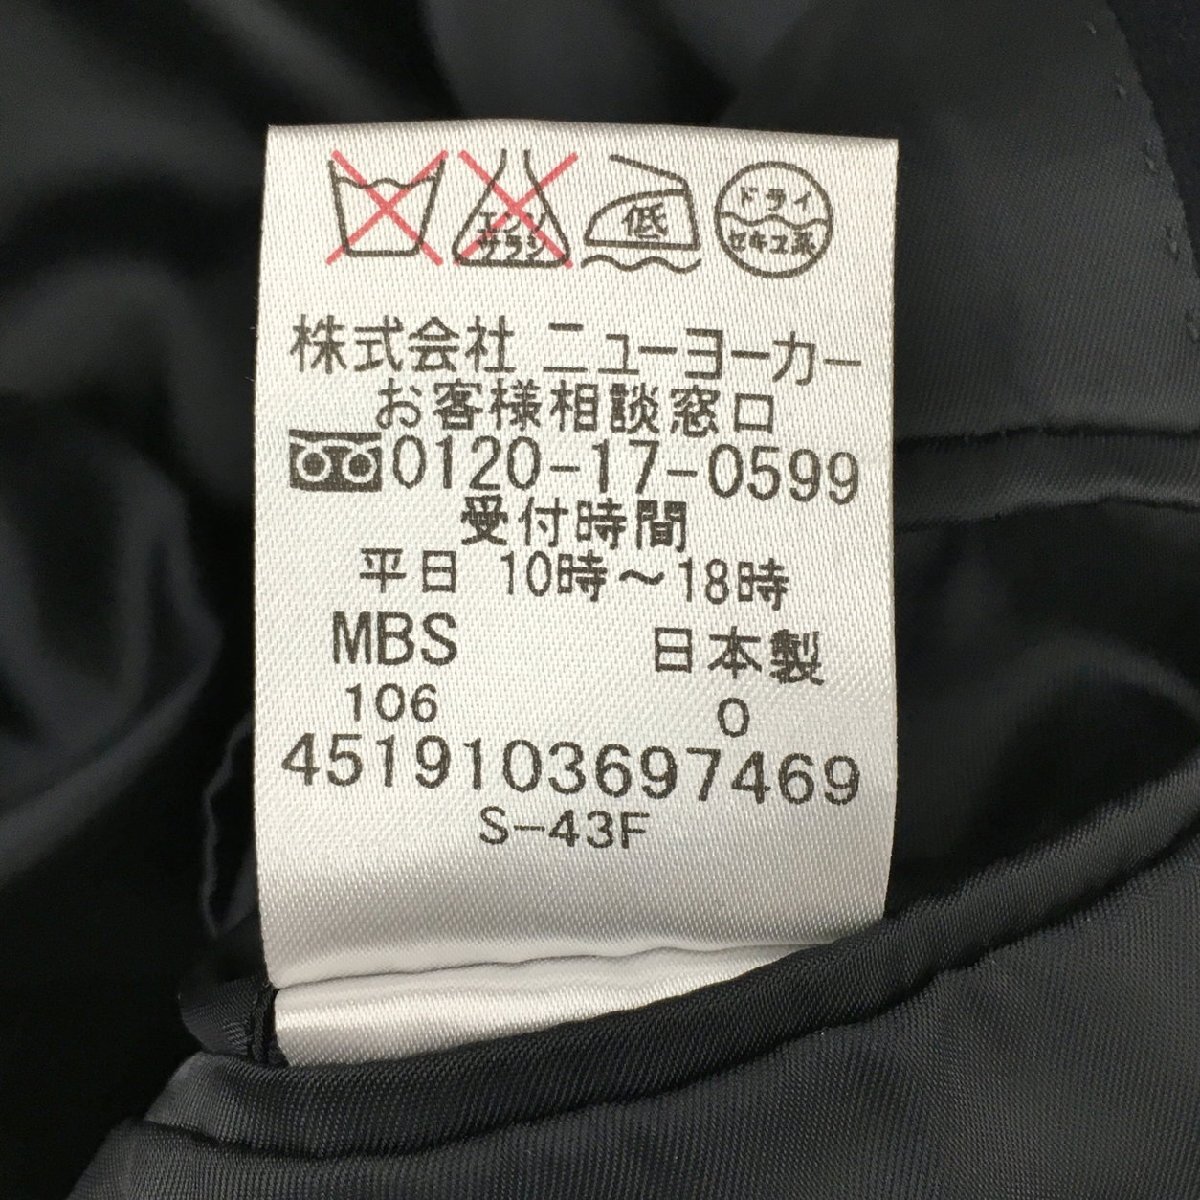 エンソ
サラシ
低
ドライ
セキユ系
株式会社 ニューヨーカー
お客様相談窓口
0120-17-0599
受付時間
平日 10時～18時
MBS 日本製
106 0
4519103697469
S-43F